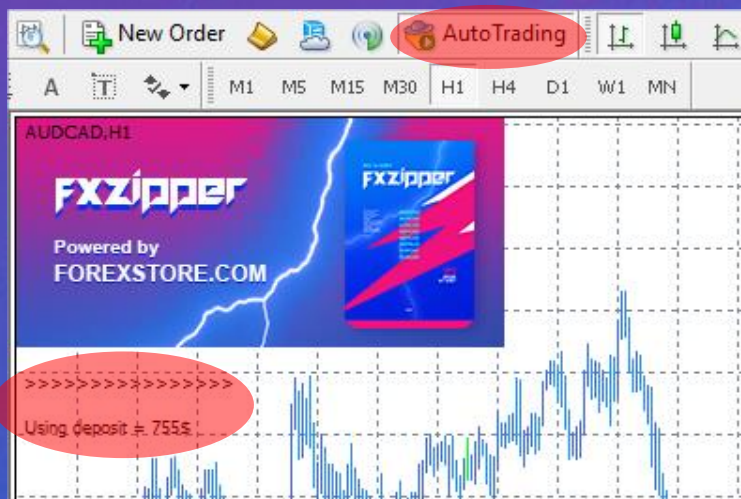 New Order AutoTrading
A T M1 M5 M15 M30 H1 H4 D1 W1 MN
AUDCAD,H1
FXZIPPER
FXZIPPER
Powered by
FOREXSTORE.COM
>>>>>>>>>>>>>>>>
Using deposit = 755$